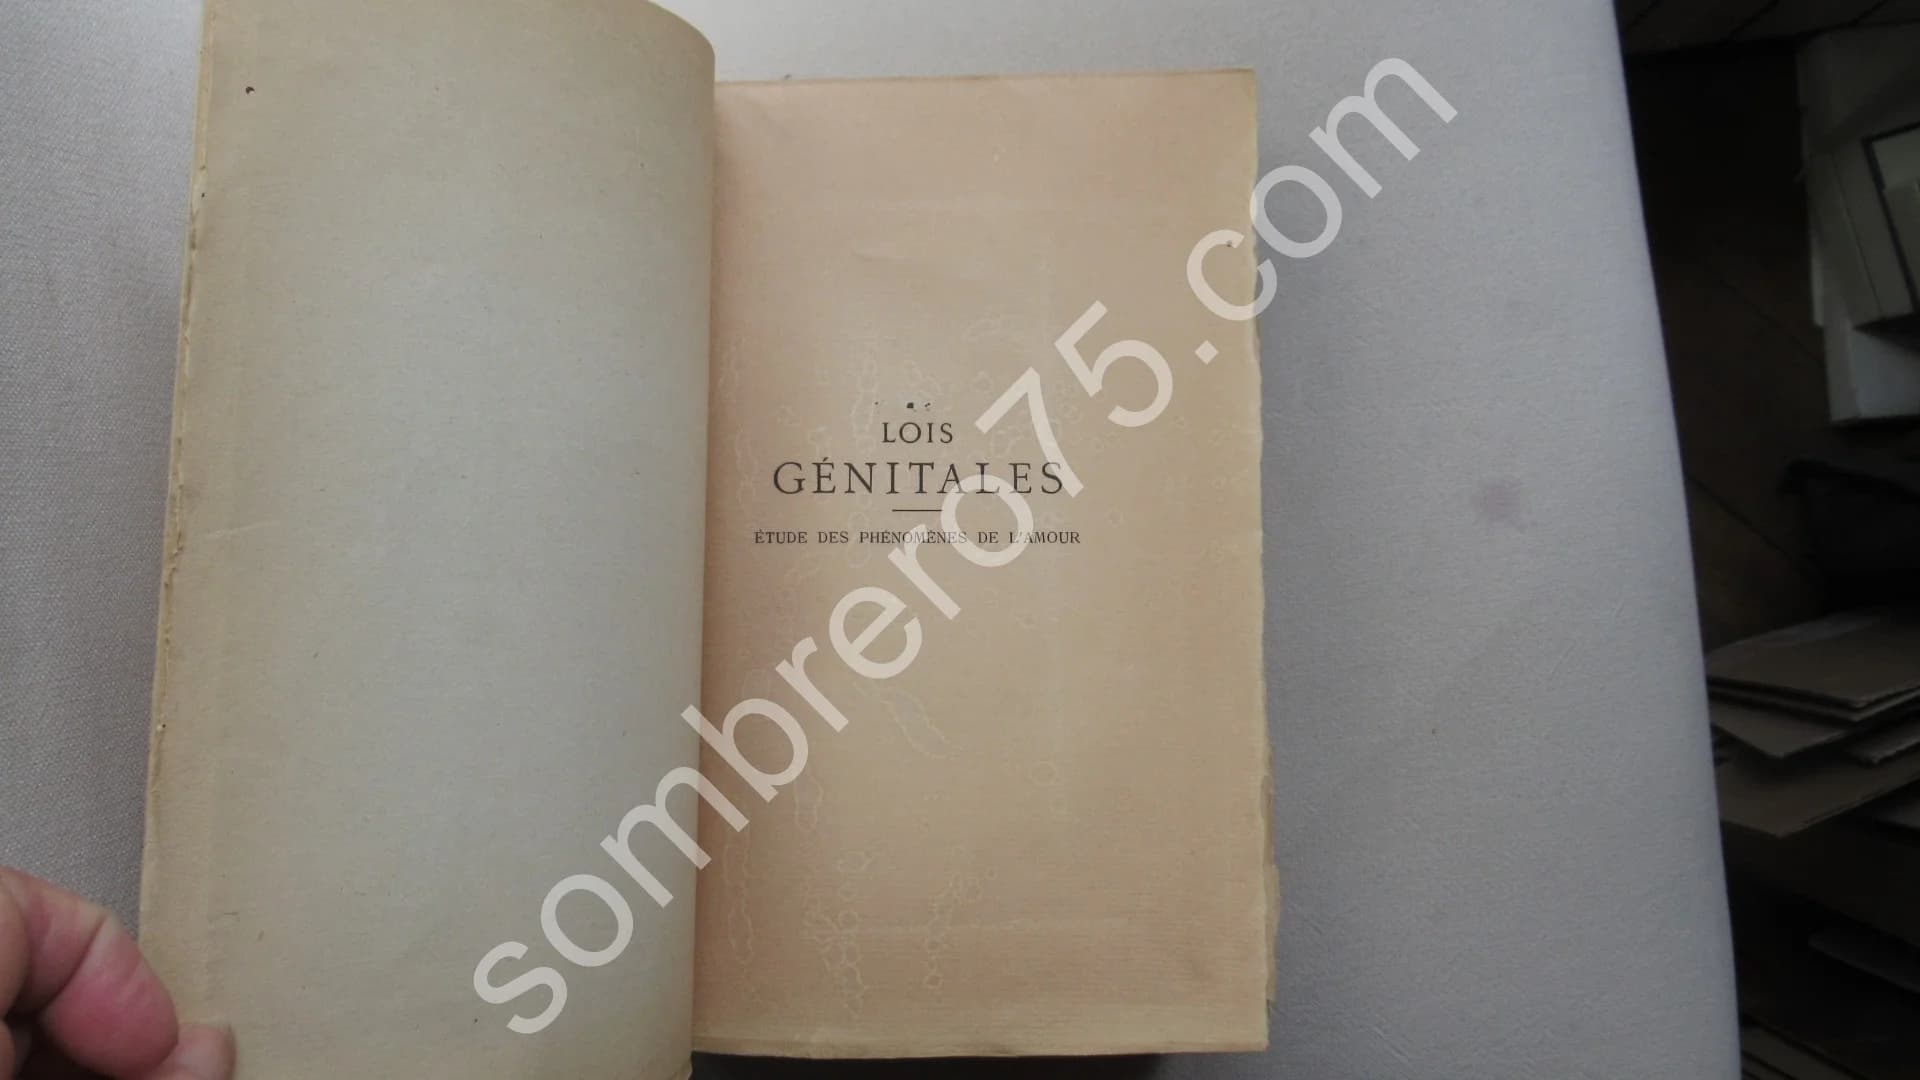 LOIS
GÉNITALES
ÉTUDE DES PHÉNOMÈNES DE L'AMOUR
sombrero75.com